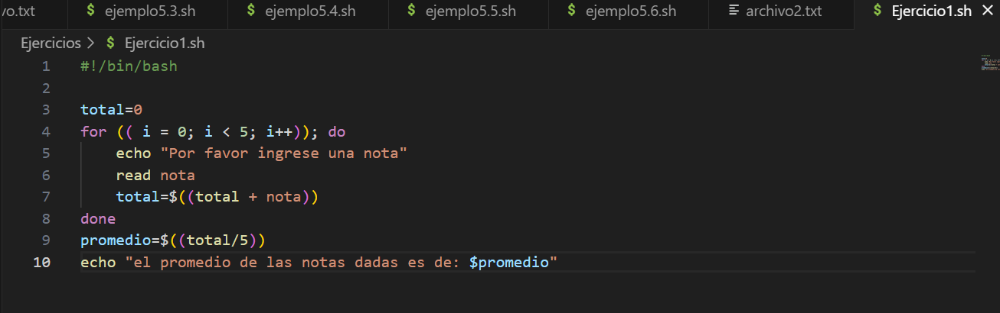 vo.txt $ ejemplo5.3.sh $ ejemplo5.4.sh $ ejemplo5.5.sh $ ejemplo5.6.sh archivo2.txt $ Ejercicio1.sh
Ejercicios > $ Ejercicio1.sh
1 #!/bin/bash
2
3 total=0
4 for (( i = 0; i < 5; i++)); do
5 echo "Por favor ingrese una nota"
6 read nota
7 total=$((total + nota))
8 done
9 promedio=$((total/5))
10 echo "el promedio de las notas dadas es de: $promedio"